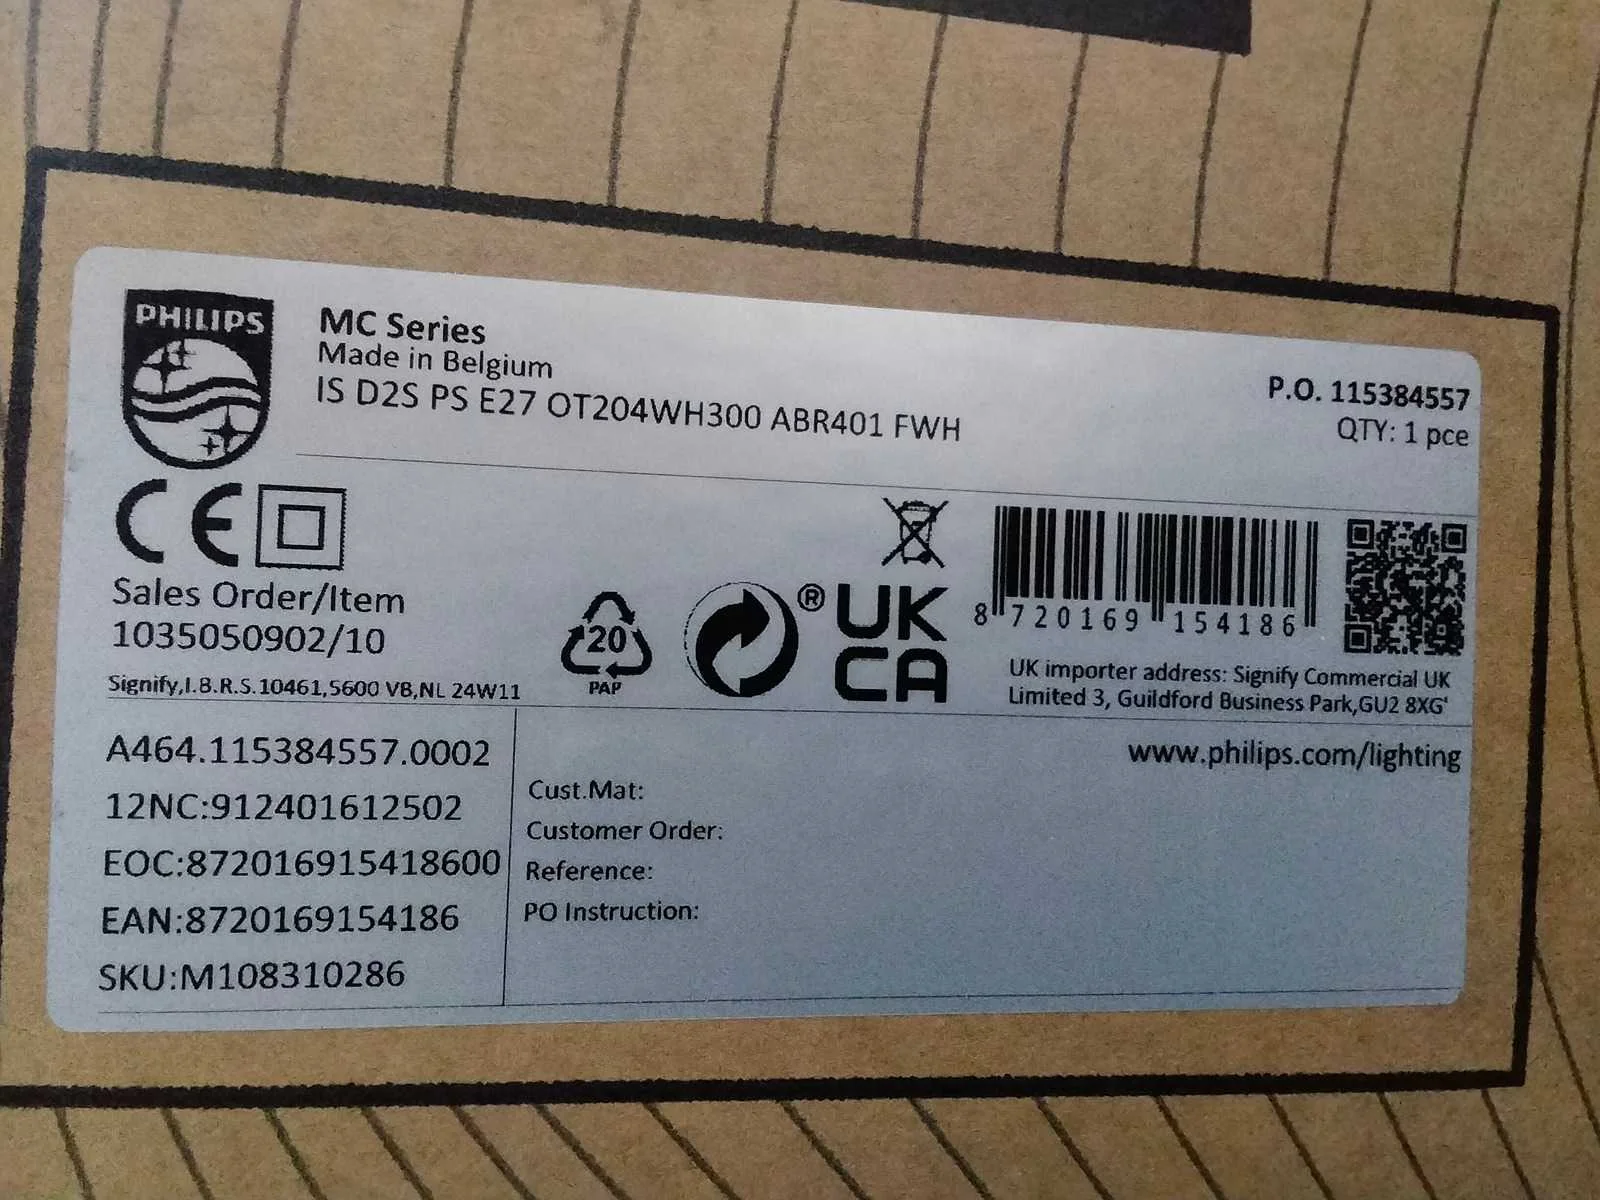 PHILIPS
MC Series
Made in Belgium
IS D2S PS E27 OT204WH300 ABR401 FWH
P.O. 115384557
QTY: 1 pce
CE
Sales Order/Item
1035050902/10
Signify,I.B.R.S.10461,5600 VB,NL 24W11
20
PAP
®
UK
CA
8 720169 154186
UK importer address: Signify Commercial UK
Limited 3, Guildford Business Park,GU2 8XG'
A464.115384557.0002
12NC:912401612502
EOC:872016915418600
EAN:8720169154186
SKU:M108310286
Cust.Mat:
Customer Order:
Reference:
PO Instruction:
www.philips.com/lighting